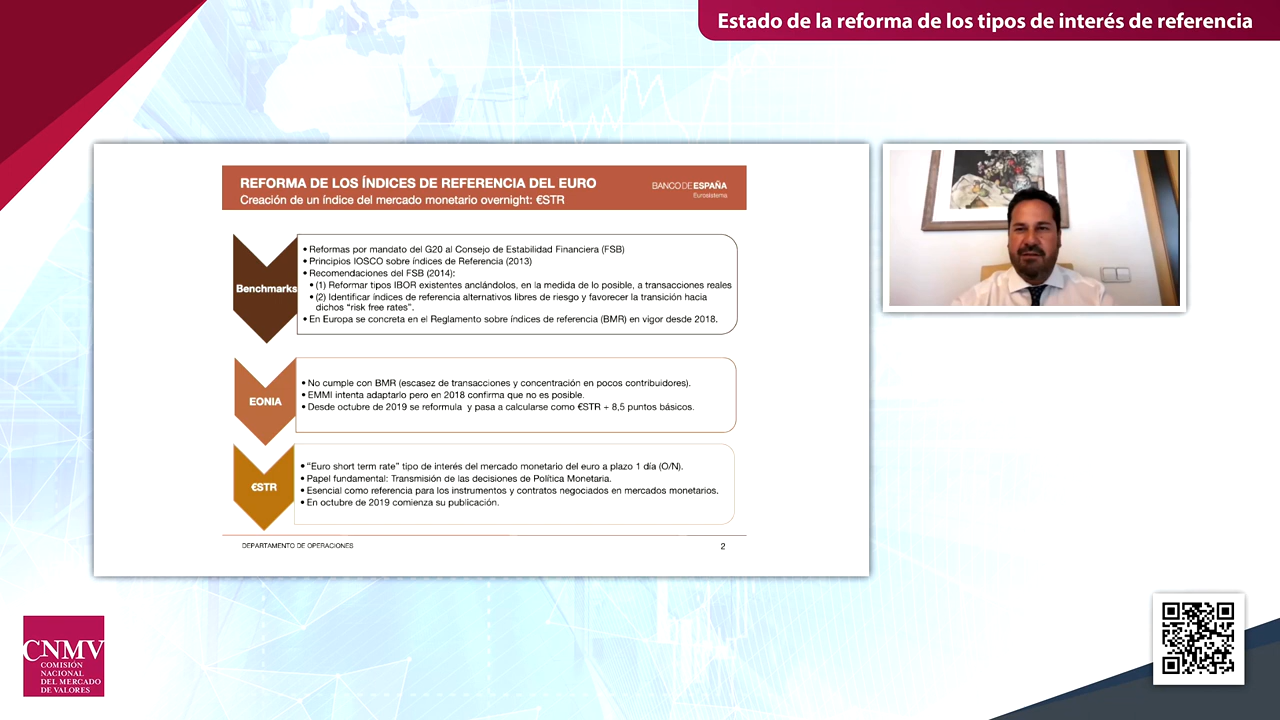 Estado de la reforma de los tipos de interés de referencia
REFORMA DE LOS ÍNDICES DE REFERENCIA DEL EURO
Creación de un índice del mercado monetario overnight: €STR
BANCO DE ESPAÑA
Eurosistema
Benchmarks
• Reformas por mandato del G20 al Consejo de Estabilidad Financiera (FSB)
• Principios IOSCO sobre índices de Referencia (2013)
• Recomendaciones del FSB (2014):
• (1) Reformar tipos IBOR existentes anclándolos, en la medida de lo posible, a transacciones reales
• (2) Identificar índices de referencia alternativos libres de riesgo y favorecer la transición hacia
dichos “risk free rates”.
• En Europa se concreta en el Reglamento sobre índices de referencia (BMR) en vigor desde 2018.
EONIA
• No cumple con BMR (escasez de transacciones y concentración en pocos contribuidores).
• EMMI intenta adaptarlo pero en 2018 confirma que no es posible.
• Desde octubre de 2019 se reformula y pasa a calcularse como €STR + 8,5 puntos básicos.
€STR
• “Euro short term rate” tipo de interés del mercado monetario del euro a plazo 1 día (O/N).
• Papel fundamental: Transmisión de las decisiones de Política Monetaria.
• Esencial como referencia para los instrumentos y contratos negociados en mercados monetarios.
• En octubre de 2019 comienza su publicación.
DEPARTAMENTO DE OPERACIONES
2
CNMV
COMISIÓN
NACIONAL
DEL MERCADO
DE VALORES